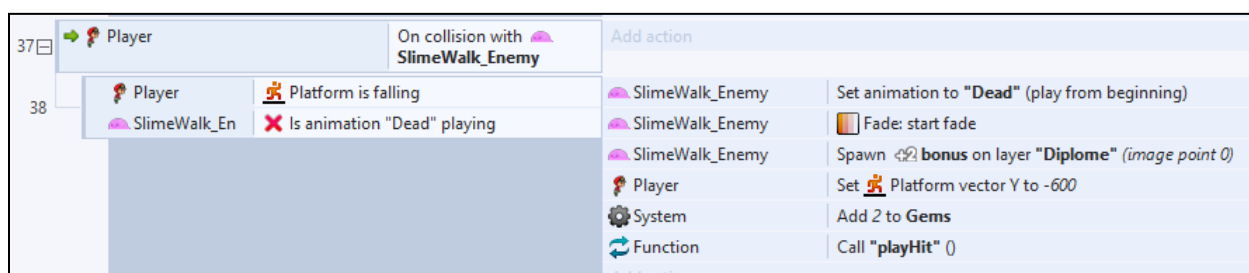 37 Player On collision with SlimeWalk_Enemy Add action
38 Player Platform is falling SlimeWalk_Enemy Set animation to "Dead" (play from beginning)
SlimeWalk_En Is animation "Dead" playing SlimeWalk_Enemy Fade: start fade
SlimeWalk_Enemy Spawn +2 bonus on layer "Diplome" (image point 0)
Player Set Platform vector Y to -600
System Add 2 to Gems
Function Call "playHit" ()